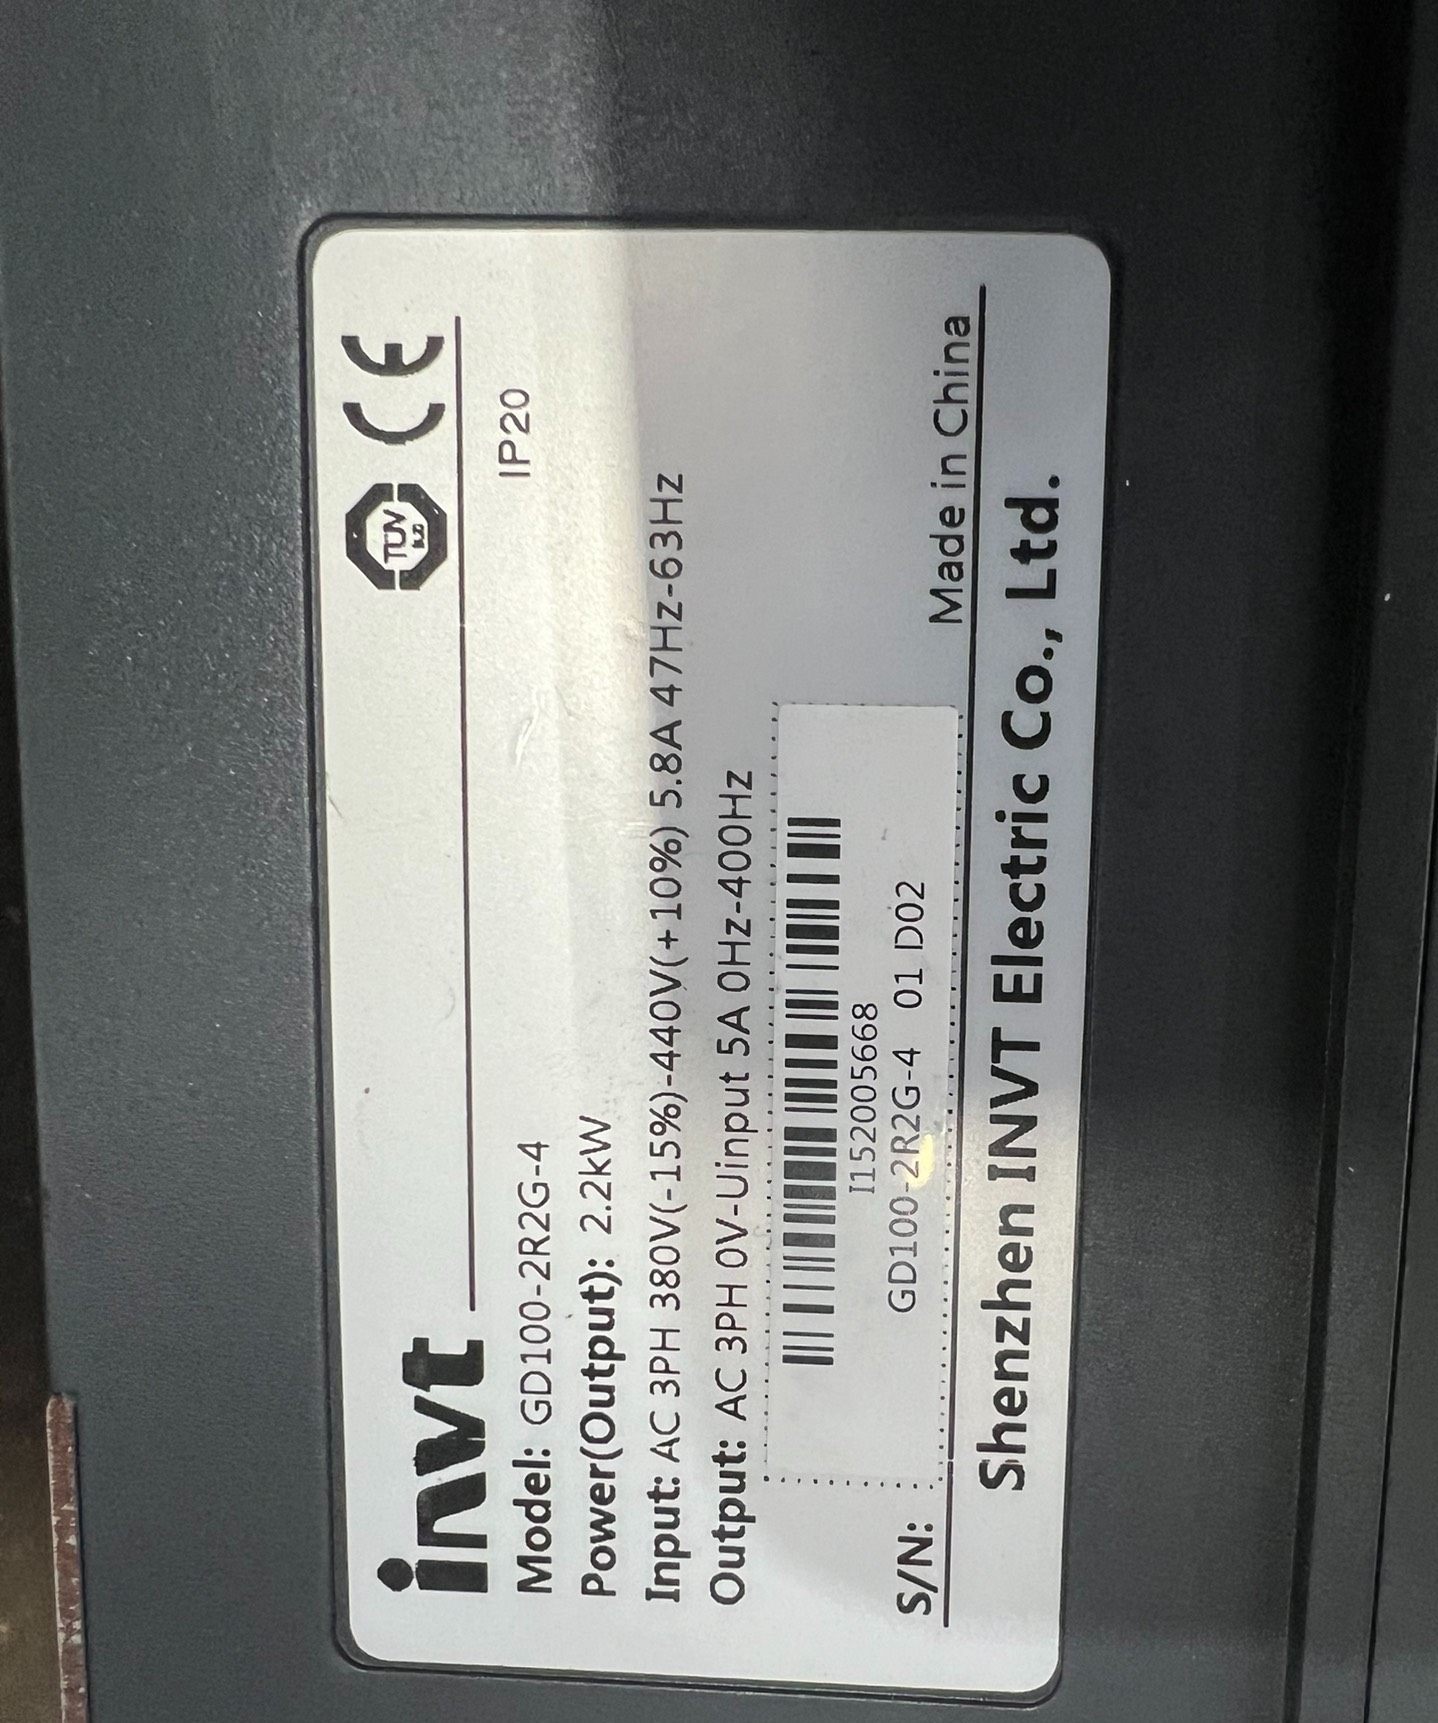 invt TÜV CE
Model: GD100-2R2G-4 IP20
Power(Output): 2.2kW
Input: AC 3PH 380V(-15%)-440V(+10%) 5.8A 47Hz-63Hz
Output: AC 3PH 0V-Uinput 5A 0Hz-400Hz
I152005668
GD100-2R2G-4 01 D02
S/N: Made in China
Shenzhen INVT Electric Co., Ltd.